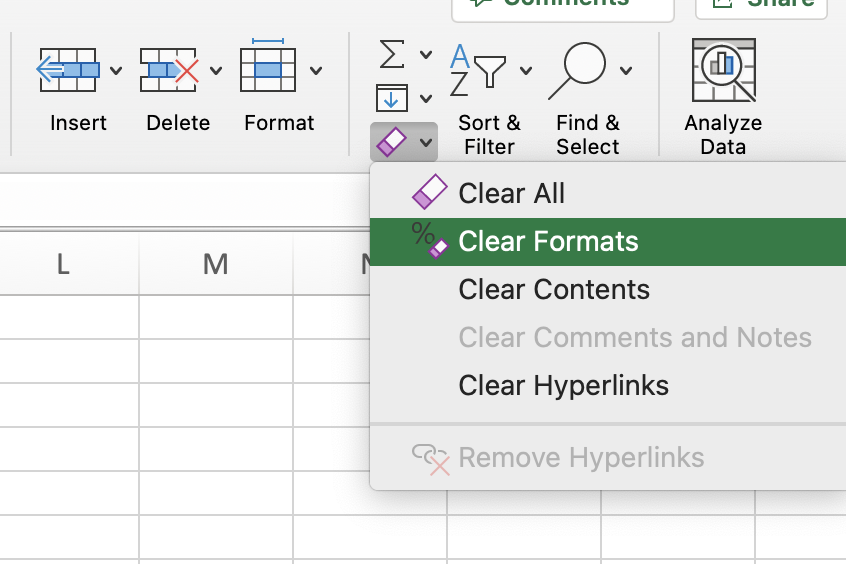 Comments
Share
Insert
Delete
Format
A
Z
Sort &
Filter
Find &
Select
Analyze
Data
Clear All
% Clear Formats
Clear Contents
Clear Comments and Notes
Clear Hyperlinks
Remove Hyperlinks
L M